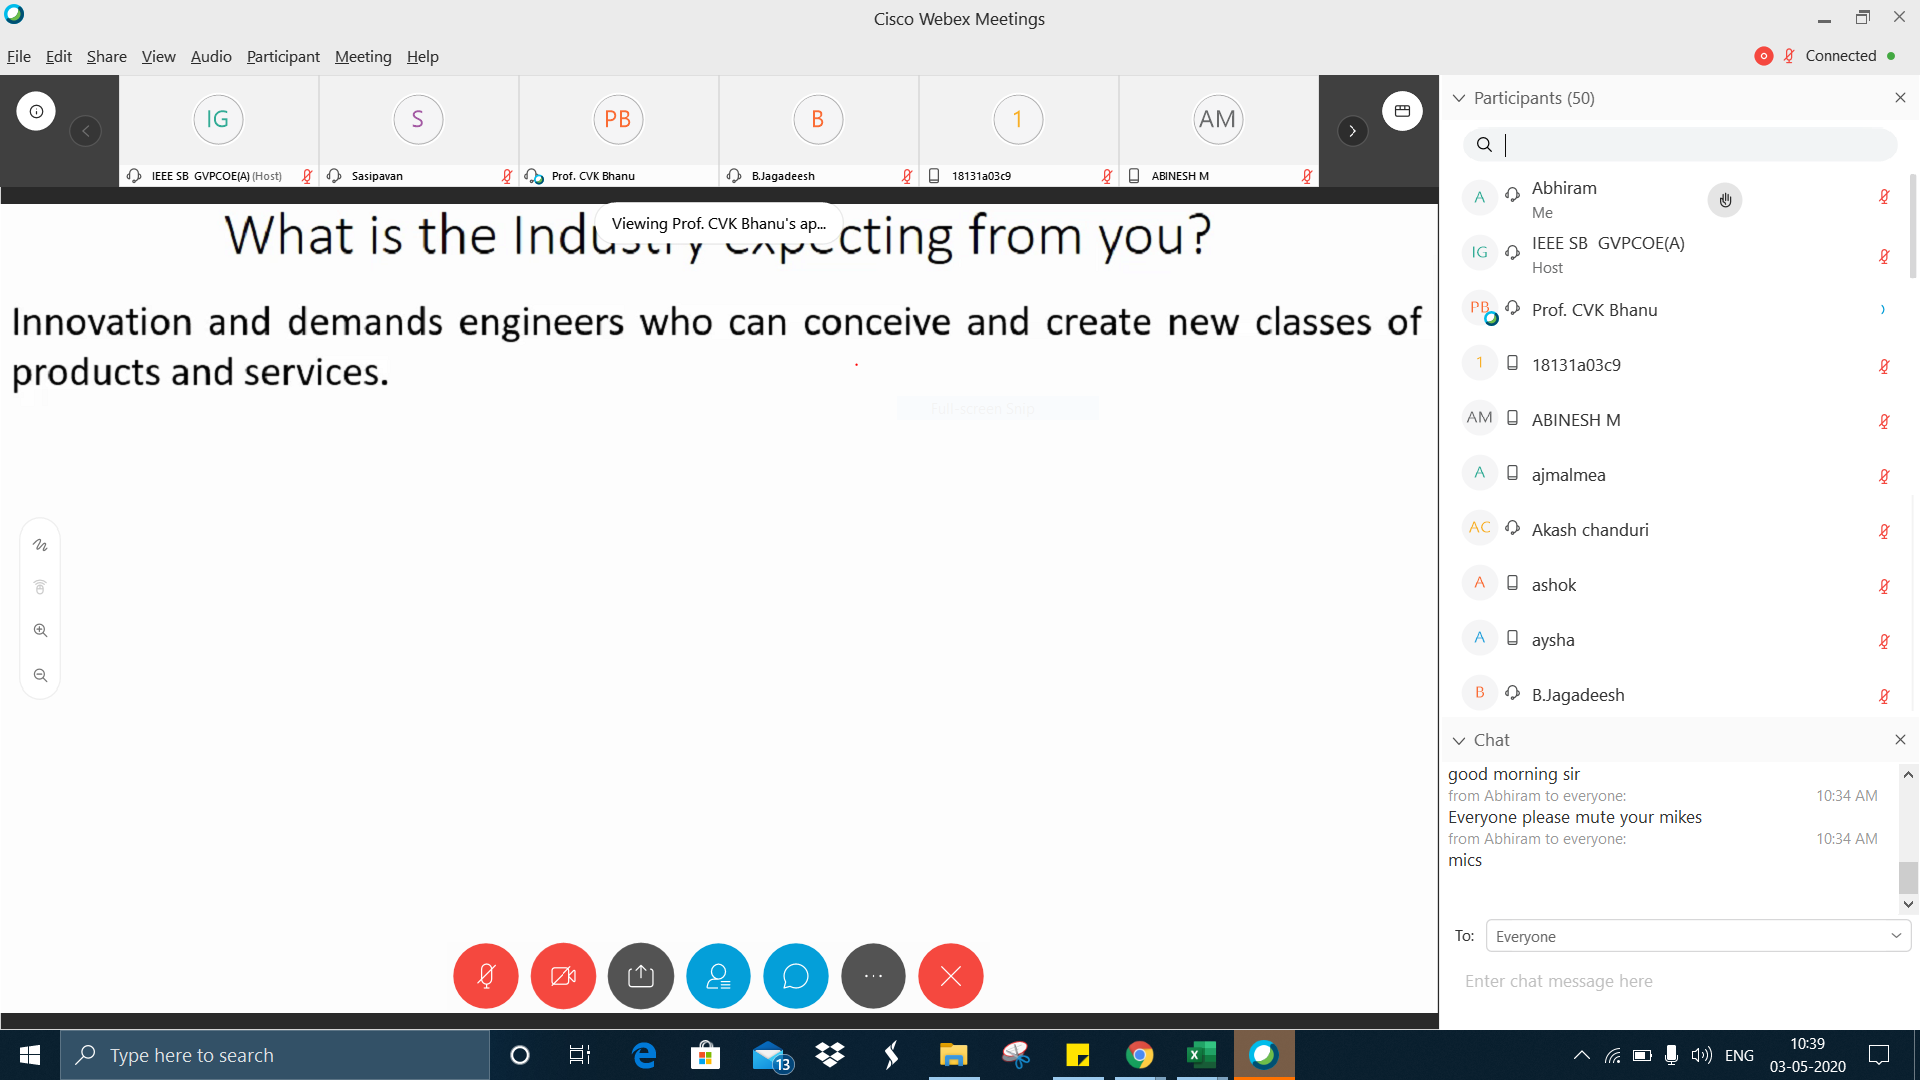 Cisco Webex Meetings
File Edit Share View Audio Participant Meeting Help
Connected
IG
S
PB
B
1
AM
IEEE SB GVPCOE(A) (Host)
Sasipavan
Prof. CVK Bhanu
B.Jagadeesh
18131a03c9
ABINESH M
Viewing Prof. CVK Bhanu's ap...
What is the Industry expecting from you?
Innovation and demands engineers who can conceive and create new classes of
products and services.
Full-screen Snip
Participants (50)
A Abhiram
Me
IG IEEE SB GVPCOE(A)
Host
PB Prof. CVK Bhanu
1 18131a03c9
AM ABINESH M
A ajmalmea
AC Akash chanduri
A ashok
A aysha
B B.Jagadeesh
Chat
good morning sir
from Abhiram to everyone: 10:34 AM
Everyone please mute your mikes
from Abhiram to everyone: 10:34 AM
mics
To: Everyone
Enter chat message here
Type here to search
13
ENG
10:39
03-05-2020